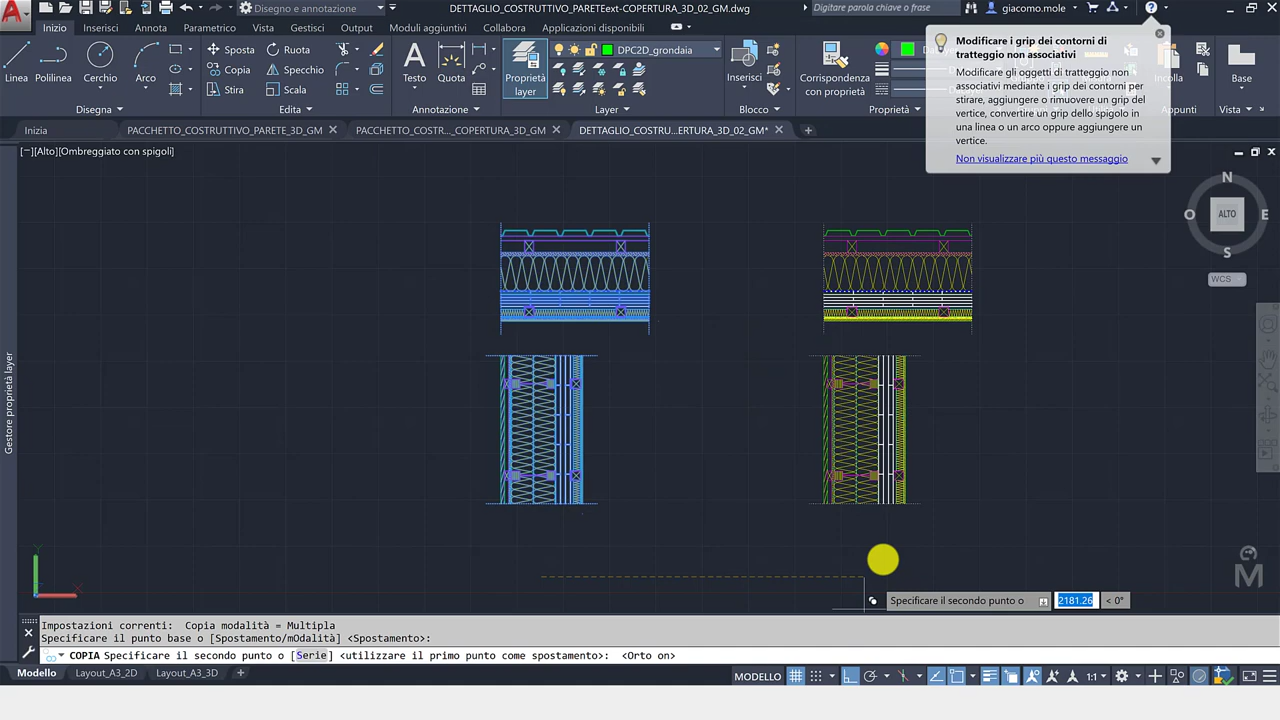 Disegno e annotazione
DETTAGLIO_COSTRUTTIVO_PARETEext-COPERTURA_3D_02_GM.dwg
Digitare parola chiave o frase
giacomo.mole
Inizio
Inserisci
Annota
Parametrico
Vista
Gestisci
Output
Moduli aggiuntivi
Collabora
Express Tools
Linea
Polilinea
Cerchio
Arco
Disegna
Sposta
Ruota
Copia
Specchio
Stira
Scala
Edita
Testo
Quota
Annotazione
Proprietà
layer
DPC2D_grondaia
Layer
Inserisci
Blocco
Corrispondenza
con proprietà
Proprietà
Incolla
Appunti
Base
Vista
Modificare i grip dei contorni di
tratteggio non associativi
Modificare gli oggetti di tratteggio non
associativi mediante i grip dei contorni per
stirare, aggiungere o rimuovere un grip del
vertice, convertire un grip dello spigolo in
una linea o un arco oppure aggiungere un
vertice.
Non visualizzare più questo messaggio
Inizia
PACCHETTO_COSTRUTTIVO_PARETE_3D_GM
PACCHETTO_COSTR..._COPERTURA_3D_GM
DETTAGLIO_COSTRU...ERTURA_3D_02_GM*
[−][Alto][Ombreggiato con spigoli]
N
O
ALTO
E
S
WCS
Gestore proprietà layer
Y
X
M
Specificare il secondo punto o
2181.26
< 0°
Impostazioni correnti:  Copia modalità = Multipla
Specificare il punto base o [Spostamento/mOdalità] <Spostamento>:
COPIA Specificare il secondo punto o [Serie] <utilizzare il primo punto come spostamento>:  <Orto on>
Modello
Layout_A3_2D
Layout_A3_3D
MODELLO
1:1